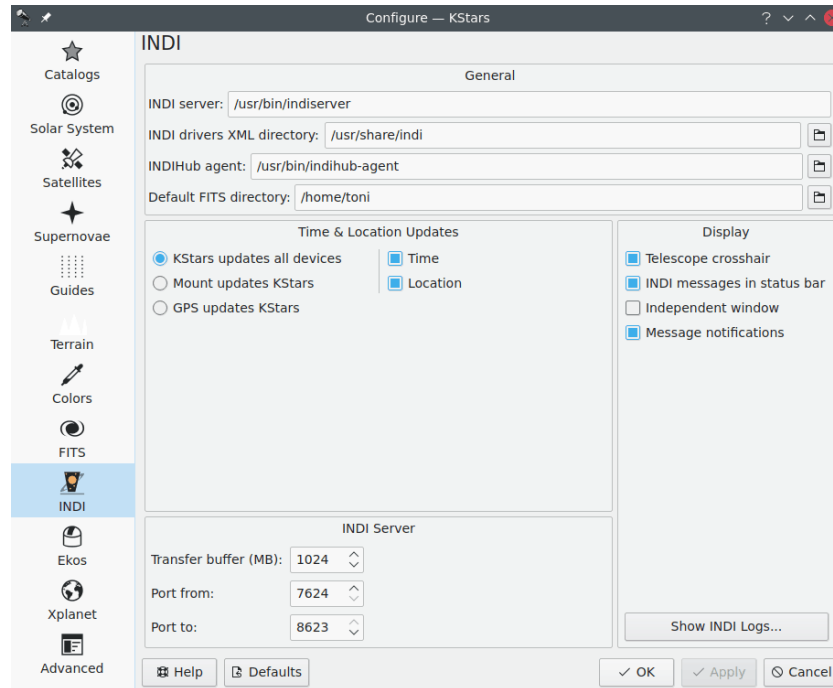 Configure — KStars
Catalogs
Solar System
Satellites
Supernovae
Guides
Terrain
Colors
FITS
INDI
Ekos
Xplanet
Advanced
INDI
General
INDI server: /usr/bin/indiserver
INDI drivers XML directory: /usr/share/indi
INDIHub agent: /usr/bin/indihub-agent
Default FITS directory: /home/toni
Time & Location Updates
KStars updates all devices Time
Mount updates KStars Location
GPS updates KStars
Display
Telescope crosshair
INDI messages in status bar
Independent window
Message notifications
INDI Server
Transfer buffer (MB): 1024
Port from: 7624
Port to: 8623
Show INDI Logs...
Help Defaults OK Apply Cancel